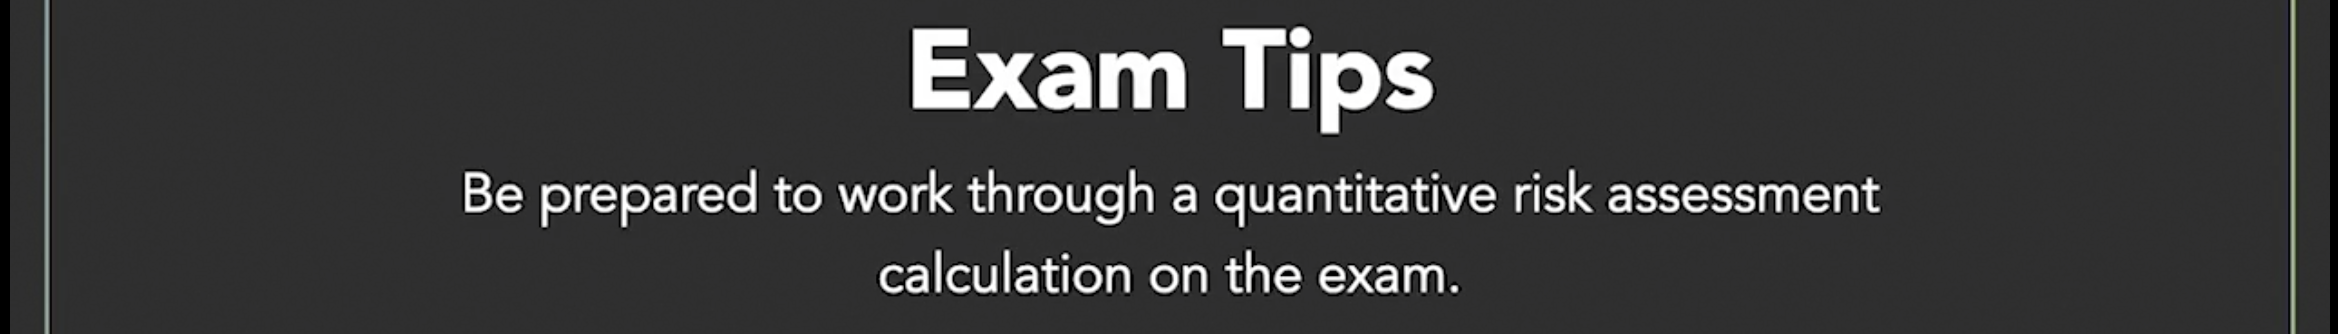 Exam Tips
Be prepared to work through a quantitative risk assessment
calculation on the exam.